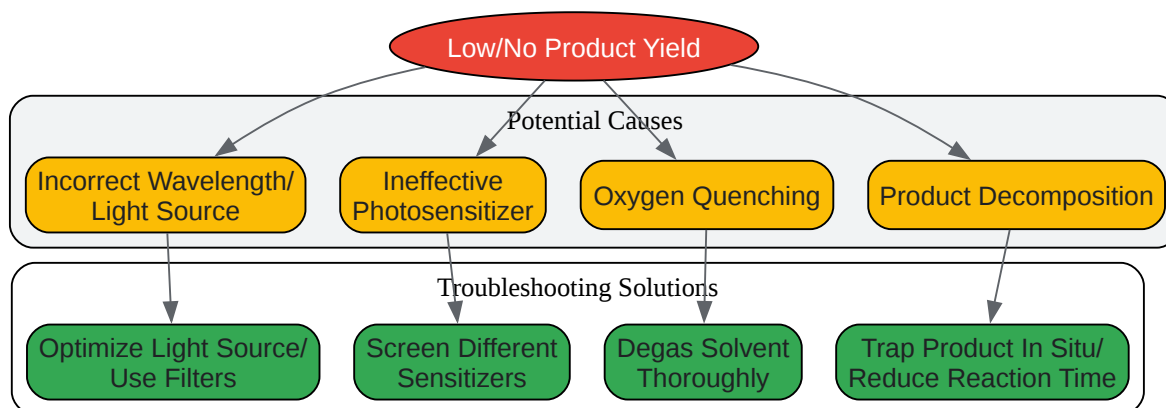 Low/No Product Yield
Potential Causes
Incorrect Wavelength/
Light Source
Ineffective
Photosensitizer
Oxygen Quenching
Product Decomposition
Troubleshooting Solutions
Optimize Light Source/
Use Filters
Screen Different
Sensitizers
Degas Solvent
Thoroughly
Trap Product In Situ/
Reduce Reaction Time